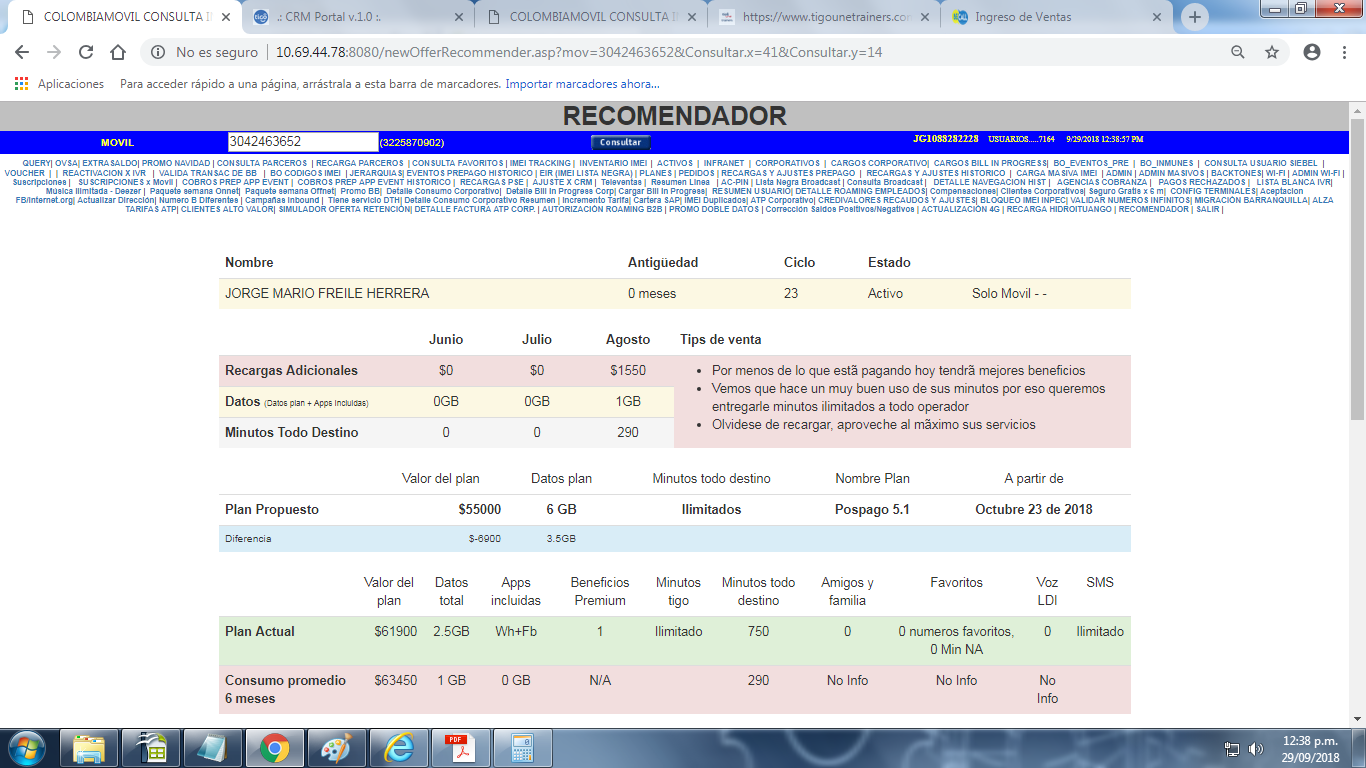 COLOMBIAMOVIL CONSULTA I
.: CRM Portal v.1.0 :.
COLOMBIAMOVIL CONSULTA I
https://www.tigounetrainers.com
Ingreso de Ventas
No es seguro | 10.69.44.78:8080/newOfferRecommender.asp?mov=3042463652&Consultar.x=41&Consultar.y=14
Aplicaciones Para acceder rápido a una página, arrástrala a esta barra de marcadores. Importar marcadores ahora...
RECOMENDADOR
MOVIL 3042463652 (3225870902) Consultar JG1088282228 USUARIOS.....7164 9/29/2018 12:38:57 PM
QUERY| OVSA| EXTRASALDO| PROMO NAVIDAD | CONSULTA PARCEROS | RECARGA PARCEROS | CONSULTA FAVORITOS | IMEI TRACKING | INVENTARIO IMEI | ACTIVOS | INFRANET | CORPORATIVOS | CARGOS CORPORATIVO| CARGOS BILL IN PROGRESS| BO_EVENTOS_PRE | BO_INMUNES | CONSULTA USUARIO SIEBEL |
VOUCHER | | REACTIVACION X IVR | VALIDA TRANSAC DE BB | BO CODIGOS IMEI | JERARQUIAS| EVENTOS PREPAGO HISTORICO | EIR (IMEI LISTA NEGRA) | PLANES | PEDIDOS | RECARGAS Y AJUSTES PREPAGO | RECARGAS Y AJUSTES HISTORICO | CARGA MASIVA IMEI | ADMIN | ADMIN MASIVOS | BACKTONES| WI-FI | ADMIN WI-FI |
Suscripciones | SUSCRIPCIONES x Movil | COBROS PREP APP EVENT | COBROS PREP APP EVENT HISTORICO | RECARGAS PSE | AJUSTE X CRM | Televentas | Resumen Linea | AC-PIN | Lista Negra Broadcast | Consulta Broadcast | DETALLE NAVEGACION HIST | AGENCIAS COBRANZA | PAGOS RECHAZADOS | LISTA BLANCA IVR|
Musica Ilimitada - Deezer | Paquete semana Onnet| Paquete semana Offnet| Promo BB| Detalle Consumo Corporativo| Detalle Bill In Progress Corp| Cargar Bill In Progress| RESUMEN USUARIO| DETALLE ROAMING EMPLEADOS| Compensaciones| Clientes Corporativos| Seguro Gratis x 6 m| CONFIG TERMINALES| Aceptacion
FB/Internet.org| Actualizar Dirección| Numero B Diferentes | Campañas Inbound | Tiene servicio DTH| Detalle Consumo Corporativo Resumen | Incremento Tarifa| Cartera SAP| IMEI Duplicados| ATP Corporativo| CREDIVALORES RECAUDOS Y AJUSTES| BLOQUEO IMEI INPEC| VALIDAR NUMEROS INFINITOS| MIGRACIÓN BARRANQUILLA| ALZA
TARIFAS ATP| CLIENTES ALTO VALOR| SIMULADOR OFERTA RETENCIÓN| DETALLE FACTURA ATP CORP. | AUTORIZACIÓN ROAMING B2B | PROMO DOBLE DATOS | Corrección Saldos Positivos/Negativos | ACTUALIZACIÓN 4G | RECARGA HIDROITUANGO | RECOMENDADOR | SALIR |
Nombre Antigüedad Ciclo Estado
JORGE MARIO FREILE HERRERA 0 meses 23 Activo Solo Movil - -
Junio Julio Agosto Tips de venta
Recargas Adicionales $0 $0 $1550
Datos (Datos plan + Apps Incluidas) 0GB 0GB 1GB
Minutos Todo Destino 0 0 290
• Por menos de lo que estã pagando hoy tendrã mejores beneficios
• Vemos que hace un muy buen uso de sus minutos por eso queremos
entregarle minutos ilimitados a todo operador
• Olvidese de recargar, aproveche al mãximo sus servicios
Valor del plan Datos plan Minutos todo destino Nombre Plan A partir de
Plan Propuesto $55000 6 GB Ilimitados Pospago 5.1 Octubre 23 de 2018
Diferencia $-6900 3.5GB
Valor del Datos Apps Beneficios Minutos Minutos todo Amigos y Favoritos Voz SMS
plan total incluidas Premium tigo destino familia LDI
Plan Actual $61900 2.5GB Wh+Fb 1 Ilimitado 750 0 0 numeros favoritos, 0 Ilimitado
0 Min NA
Consumo promedio $63450 1 GB 0 GB N/A 290 No Info No Info No
6 meses Info
12:38 p.m.
29/09/2018